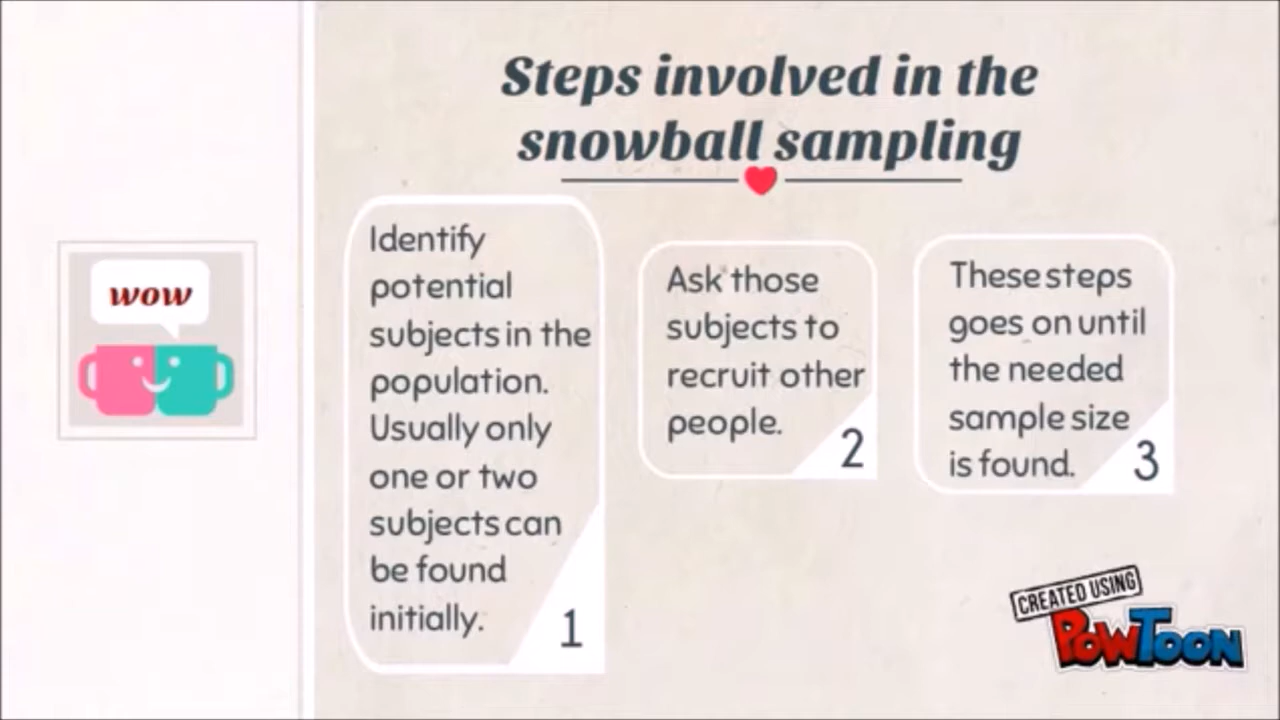 Steps involved in the
snowball sampling
wow
Identify
potential
subjects in the
population.
Usually only
one or two
subjects can
be found
initially.
1
Ask those
subjects to
recruit other
people.
2
These steps
goes on until
the needed
sample size
is found.
3
CREATED USING
POWTOON